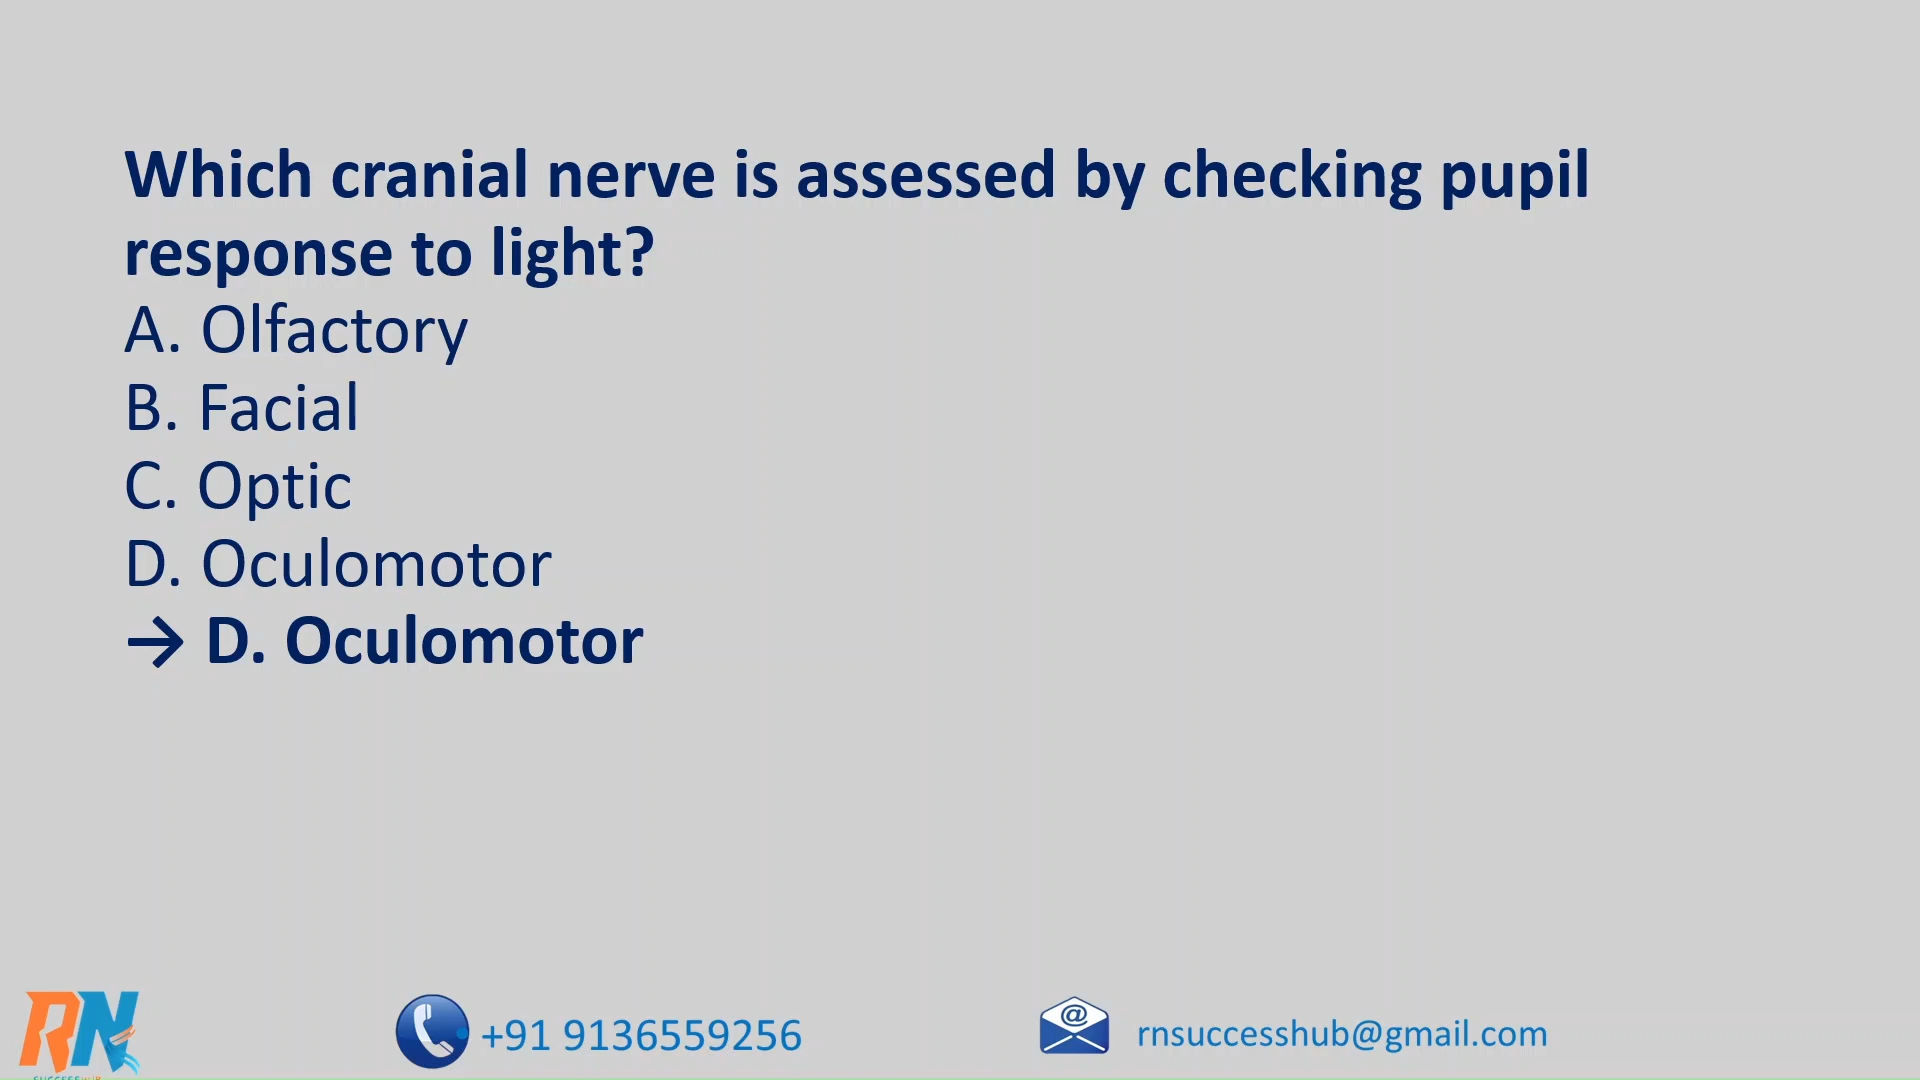 Which cranial nerve is assessed by checking pupil
response to light?
A. Olfactory
B. Facial
C. Optic
D. Oculomotor
→ D. Oculomotor
RN
+91 9136559256
rnsuccesshub@gmail.com